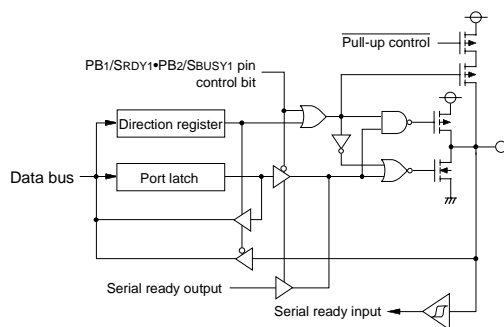 Pull-up control
PB1/SRDY1•PB2/SBUSY1 pin
control bit
Direction register
Data bus
Port latch
Serial ready output
Serial ready input